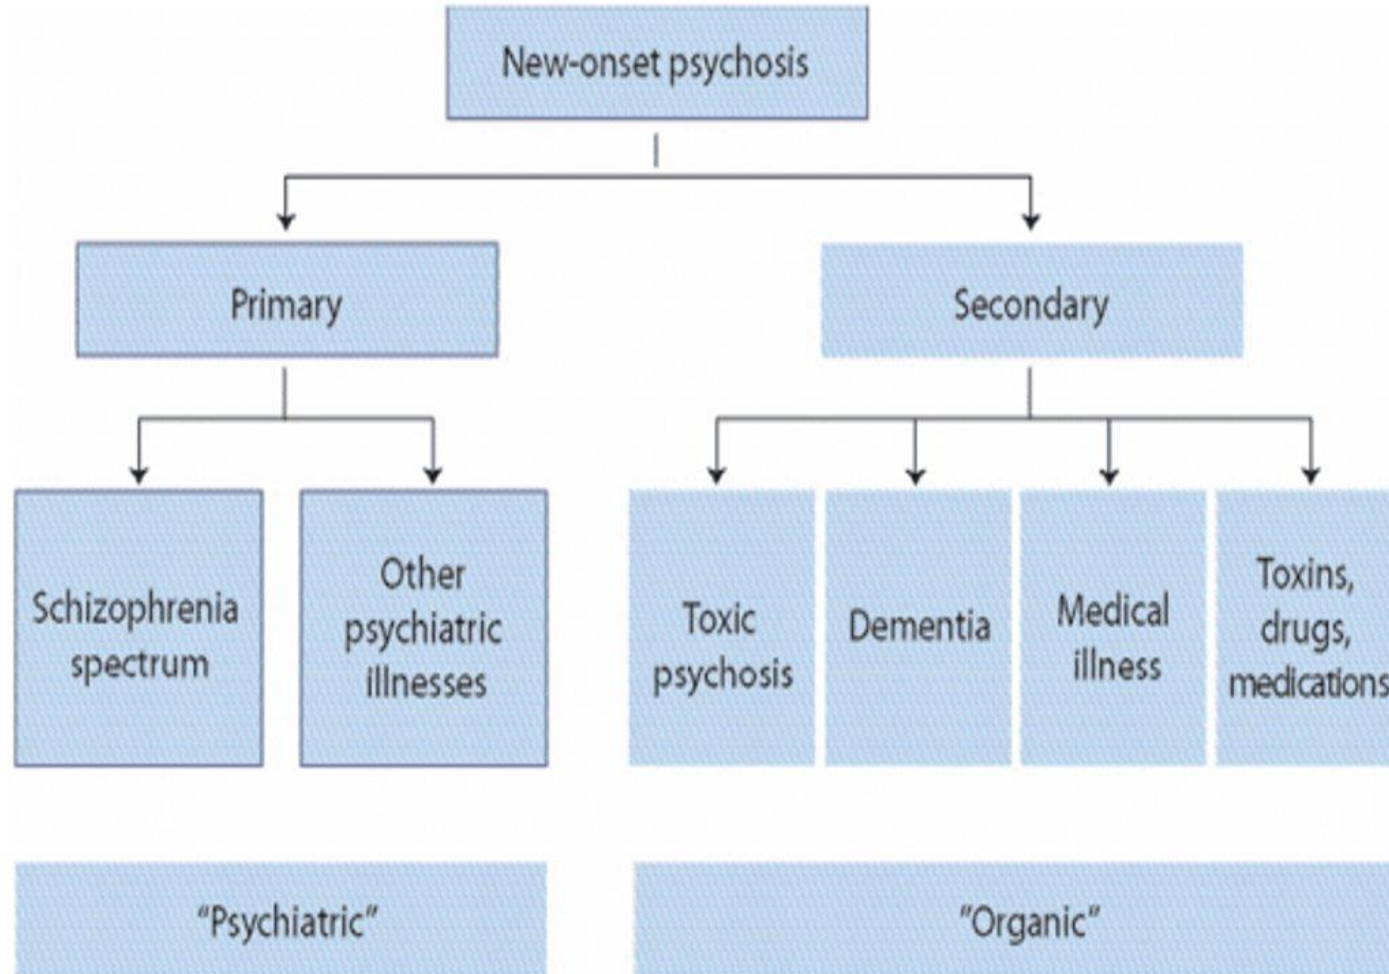 New-onset psychosis
Primary
Secondary
Schizophrenia
spectrum
Other
psychiatric
illnesses
Toxic
psychosis
Dementia
Medical
illness
Toxins,
drugs,
medications
“Psychiatric”
”Organic”